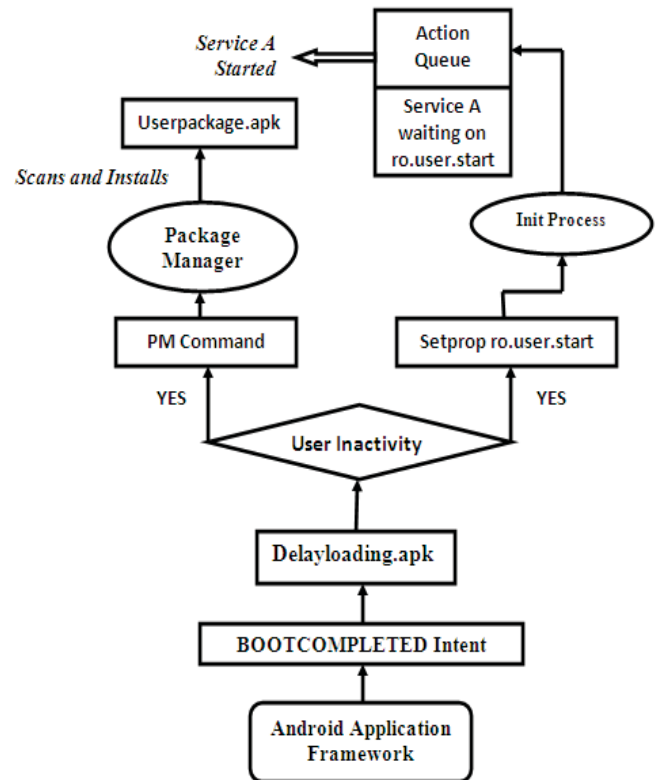 Service A
Started
Action
Queue
Service A
waiting on
ro.user.start
Userpackage.apk
Scans and Installs
Package
Manager
Init Process
PM Command
Setprop ro.user.start
YES
YES
User Inactivity
Delayloading.apk
BOOTCOMPLETED Intent
Android Application
Framework